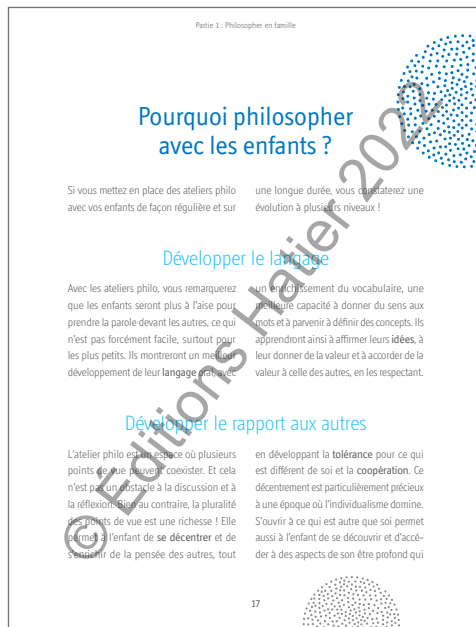 Partie 1 : Philosopher en famille
Pourquoi philosopher
avec les enfants ?
Si vous mettez en place des ateliers philo
avec vos enfants de façon régulière et sur
une longue durée, vous constaterez une
évolution à plusieurs niveaux !
Développer le langage
Avec les ateliers philo, vous remarquerez
que les enfants seront plus à l'aise pour
prendre la parole devant les autres, ce qui
n'est pas forcément facile, surtout pour
les plus petits. Ils montreront un meilleur
développement de leur langage oral, avec
un enrichissement du vocabulaire, une
meilleure capacité à donner du sens aux
mots et à parvenir à définir des concepts. Ils
apprendront ainsi à affirmer leurs idées, à
leur donner de la valeur et à accorder de la
valeur à celle des autres, en les respectant.
Développer le rapport aux autres
L'atelier philo est un espace où plusieurs
points de vue peuvent coexister. Et cela
n'est pas un obstacle à la discussion et à
la réflexion. Bien au contraire, la pluralité
des points de vue est une richesse ! Elle
permet à l'enfant de se décentrer et de
s'enrichir de la pensée des autres, tout
en développant la tolérance pour ce qui
est différent de soi et la coopération. Ce
décentrement est particulièrement précieux
à une époque où l'individualisme domine.
S'ouvrir à ce qui est autre que soi permet
aussi à l'enfant de se découvrir et d'accé-
der à des aspects de son être profond qui
17
© Editions Hatier 2022